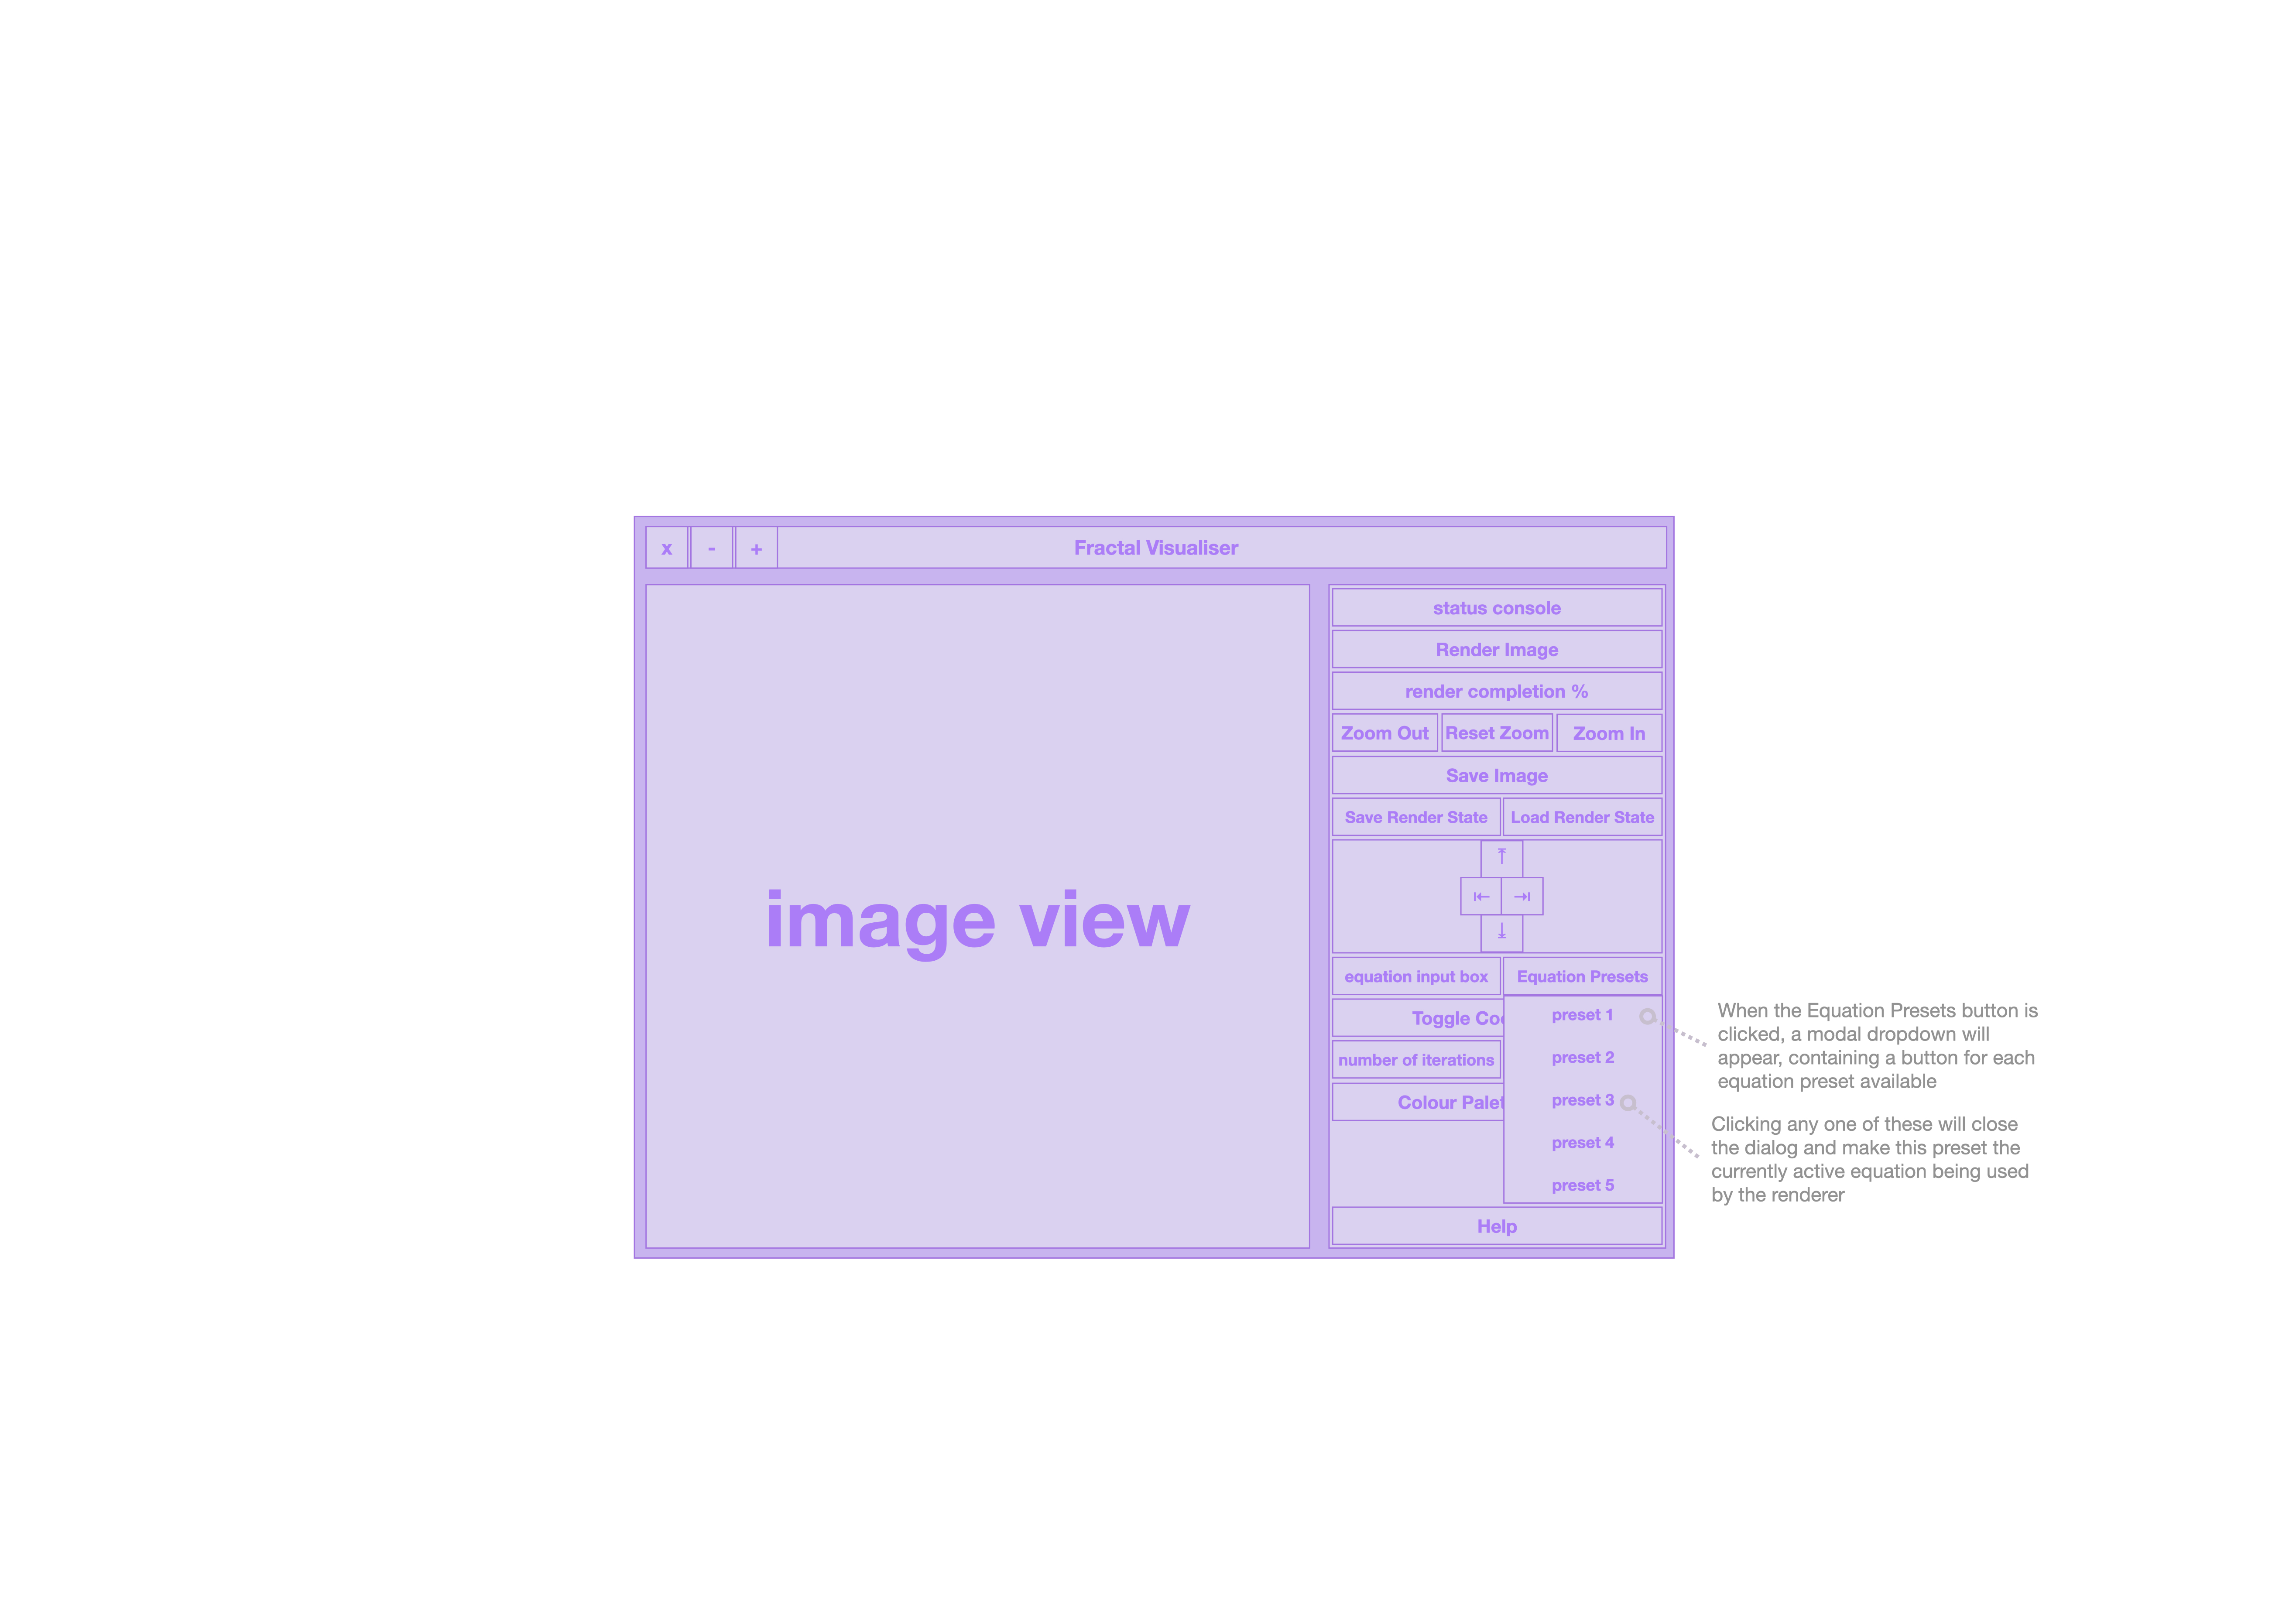 x - + Fractal Visualiser
image view
status console
Render Image
render completion %
Zoom Out Reset Zoom Zoom In
Save Image
Save Render State Load Render State
equation input box Equation Presets
Toggle
number of iterations
Colour
preset 1
preset 2
preset 3
preset 4
preset 5
Help
When the Equation Presets button is
clicked, a modal dropdown will
appear, containing a button for each
equation preset available
Clicking any one of these will close
the dialog and make this preset the
currently active equation being used
by the renderer